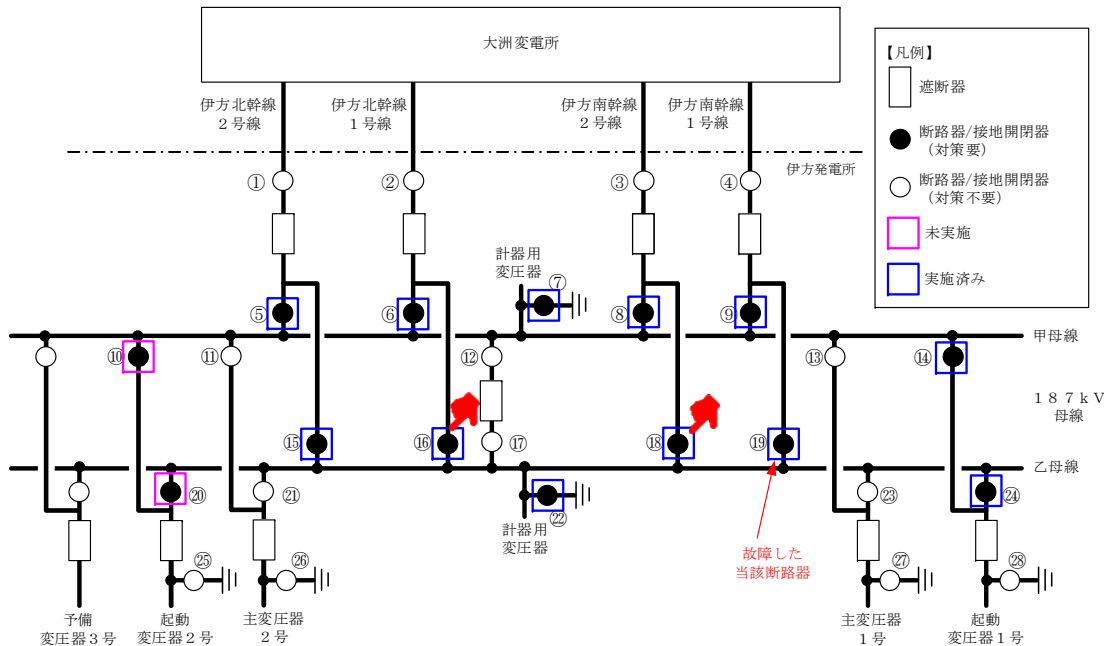 大洲変電所
伊方北幹線
2号線
伊方北幹線
1号線
伊方南幹線
2号線
伊方南幹線
1号線
伊方発電所
【凡例】
遮断器
断路器/接地開閉器
(対策要)
断路器/接地開閉器
(対策不要)
未実施
実施済み
①
②
③
④
計器用
変圧器
⑦
⑤
⑥
⑧
⑨
甲母線
⑩
⑪
⑫
⑬
⑭
187kV
母線
⑮
⑯
⑰
⑱
⑲
乙母線
⑳
㉑
㉒
㉓
㉔
計器用
変圧器
故障した
当該断路器
㉕
㉖
㉗
㉘
予備
変圧器3号
起動
変圧器2号
主変圧器
2号
主変圧器
1号
起動
変圧器1号